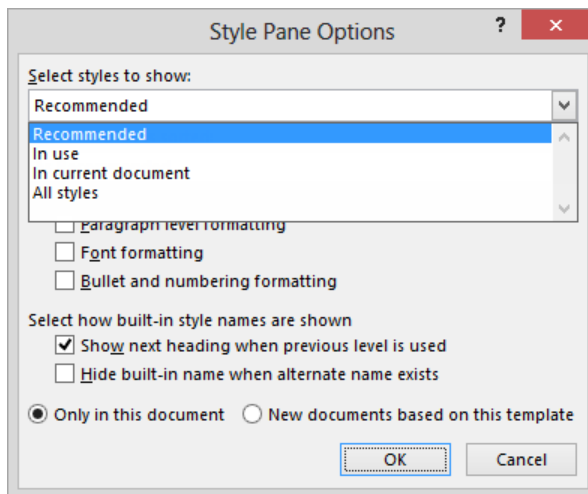 Style Pane Options
?
Select styles to show:
Recommended
Recommended
In use
In current document
All styles
Paragraph level formatting
Font formatting
Bullet and numbering formatting
Select how built-in style names are shown
Show next heading when previous level is used
Hide built-in name when alternate name exists
Only in this document New documents based on this template
OK Cancel